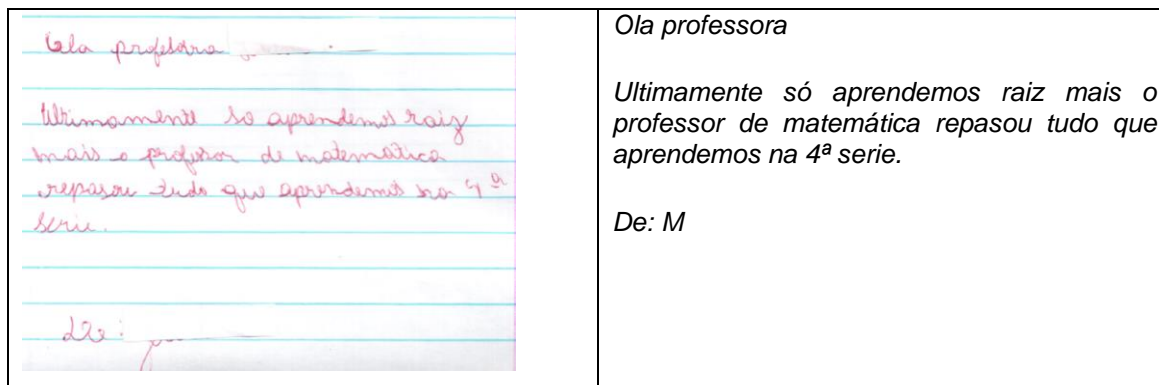 Ola professora
Ultimamente so aprendemos raiz
mais o professor de matematica
repasou tudo que aprendemos na 4ª
serie.
De:
Ola professora
Ultimamente só aprendemos raiz mais o
professor de matemática repasou tudo que
aprendemos na 4ª serie.
De: M